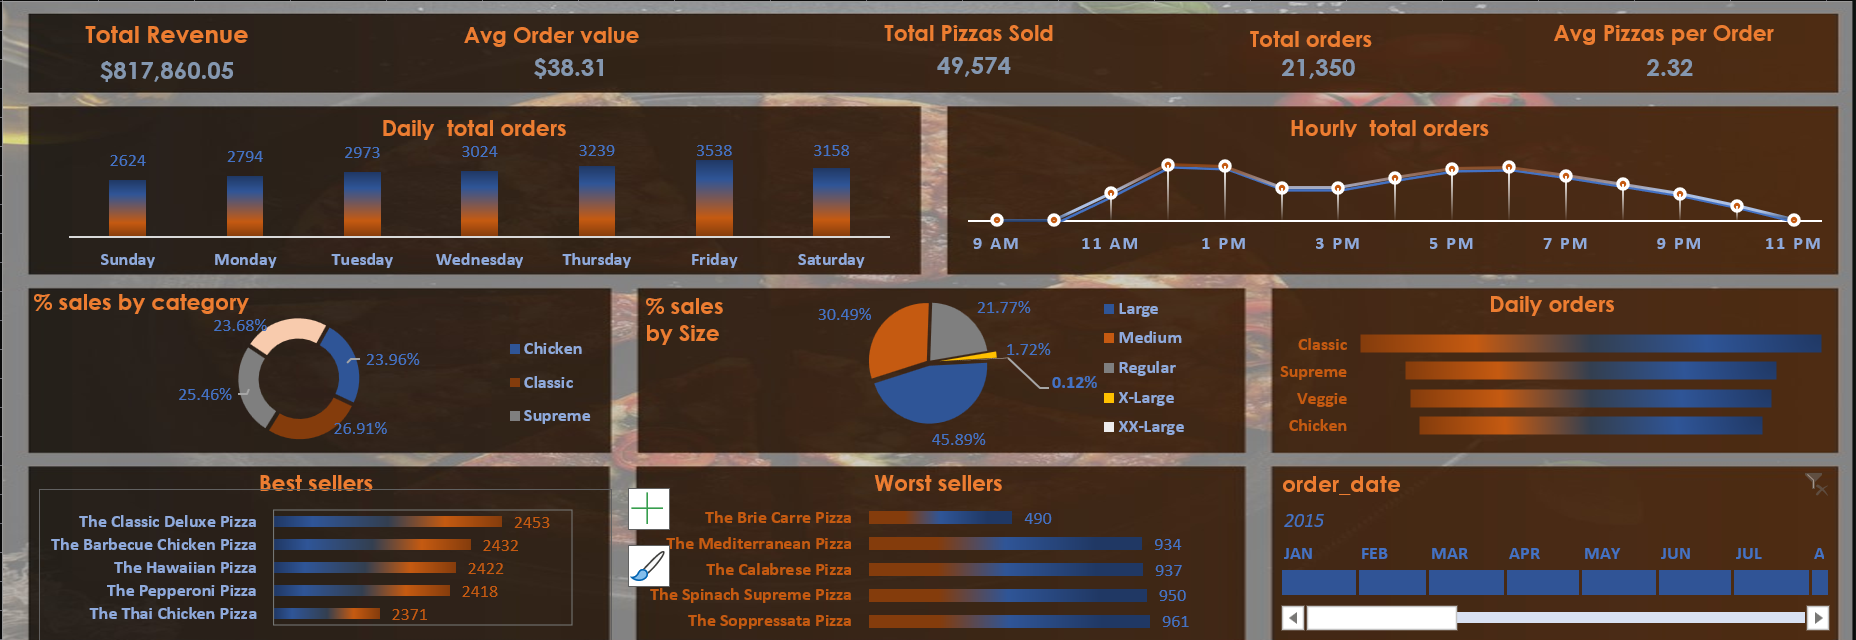 Total Revenue
$817,860.05
Avg Order value
$38.31
Total Pizzas Sold
49,574
Total orders
21,350
Avg Pizzas per Order
2.32
Daily total orders
2624 2794 2973 3024 3239 3538 3158
Sunday Monday Tuesday Wednesday Thursday Friday Saturday
Hourly total orders
9 AM 11 AM 1 PM 3 PM 5 PM 7 PM 9 PM 11 PM
% sales by category
23.68%
23.96%
25.46%
26.91%
Chicken
Classic
Supreme
% sales
by Size
30.49%
21.77%
1.72%
0.12%
45.89%
Large
Medium
Regular
X-Large
XX-Large
Daily orders
Classic
Supreme
Veggie
Chicken
Best sellers
The Classic Deluxe Pizza 2453
The Barbecue Chicken Pizza 2432
The Hawaiian Pizza 2422
The Pepperoni Pizza 2418
The Thai Chicken Pizza 2371
Worst sellers
The Brie Carre Pizza 490
The Mediterranean Pizza 934
The Calabrese Pizza 937
The Spinach Supreme Pizza 950
The Soppressata Pizza 961
order_date
2015
JAN FEB MAR APR MAY JUN JUL A